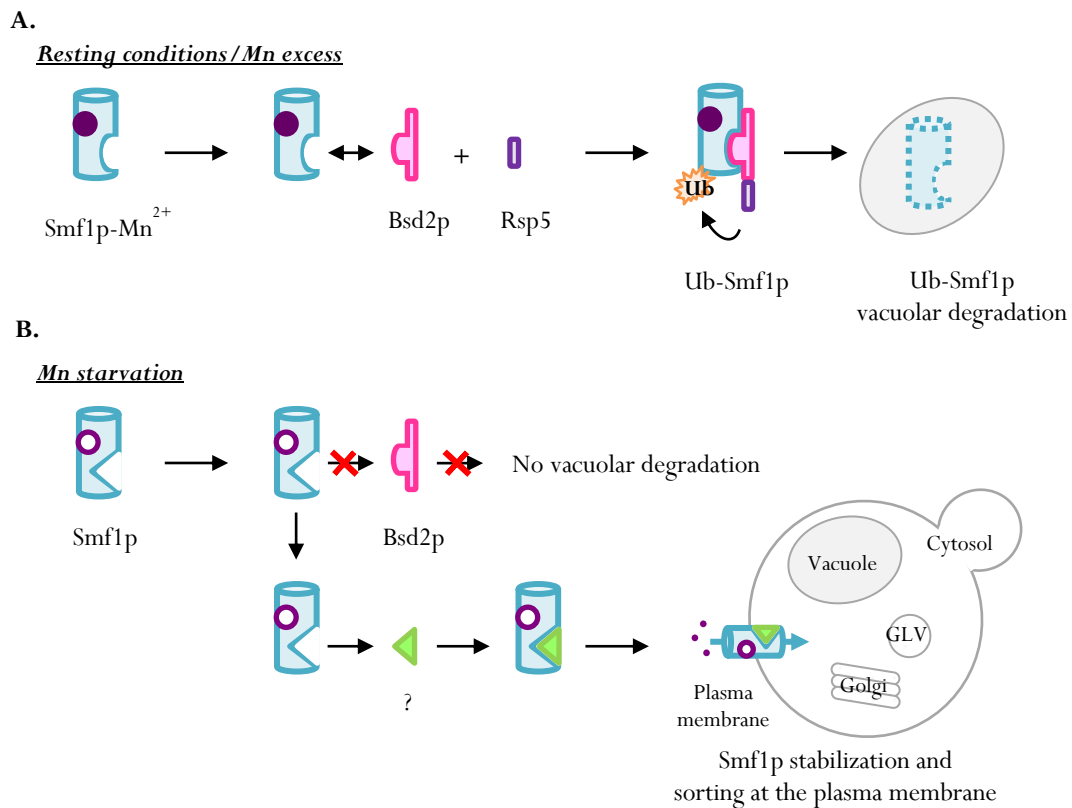 A.
Resting conditions / Mn excess
Smf1p-Mn²⁺
Bsd2p
+
Rsp5
Ub
Ub-Smf1p
Ub-Smf1p
vacuolar degradation
B.
Mn starvation
Smf1p
Bsd2p
No vacuolar degradation
?
Vacuole
Cytosol
GLV
Golgi
Plasma
membrane
Smf1p stabilization and
sorting at the plasma membrane